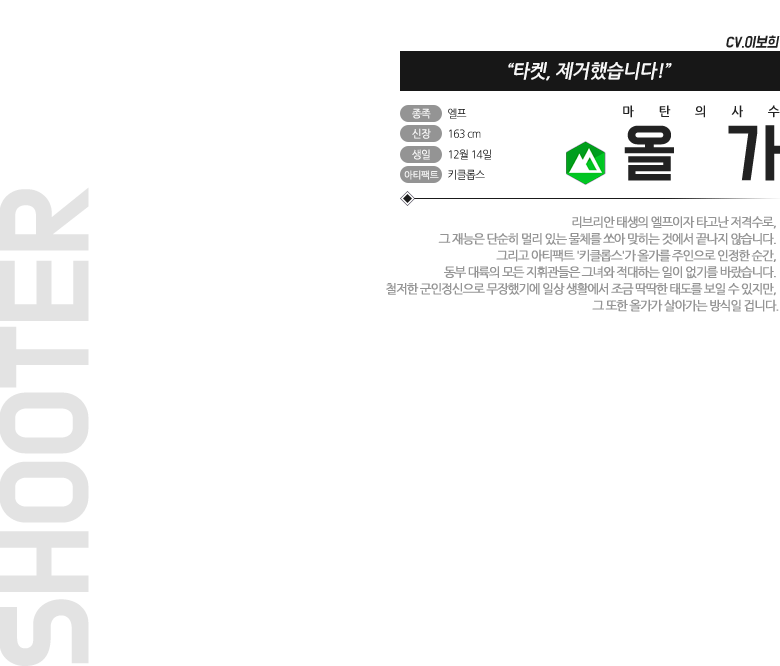 CV.이보희
“타켓, 제거했습니다!”
종족 엘프
신장 163 cm
생일 12월 14일
아티팩트 키클롭스
마탄의 사수
올가
리브리안 태생의 엘프이자 타고난 저격수로,
그 재능은 단순히 멀리 있는 물체를 쏘아 맞히는 것에서 끝나지 않습니다.
그리고 아티팩트 ‘키클롭스’가 올가를 주인으로 인정한 순간,
동부 대륙의 모든 지휘관들은 그녀와 적대하는 일이 없기를 바랐습니다.
철저한 군인정신으로 무장했기에 일상 생활에서 조금 딱딱한 태도를 보일 수 있지만,
그 또한 올가가 살아가는 방식일 겁니다.
SHOOTER